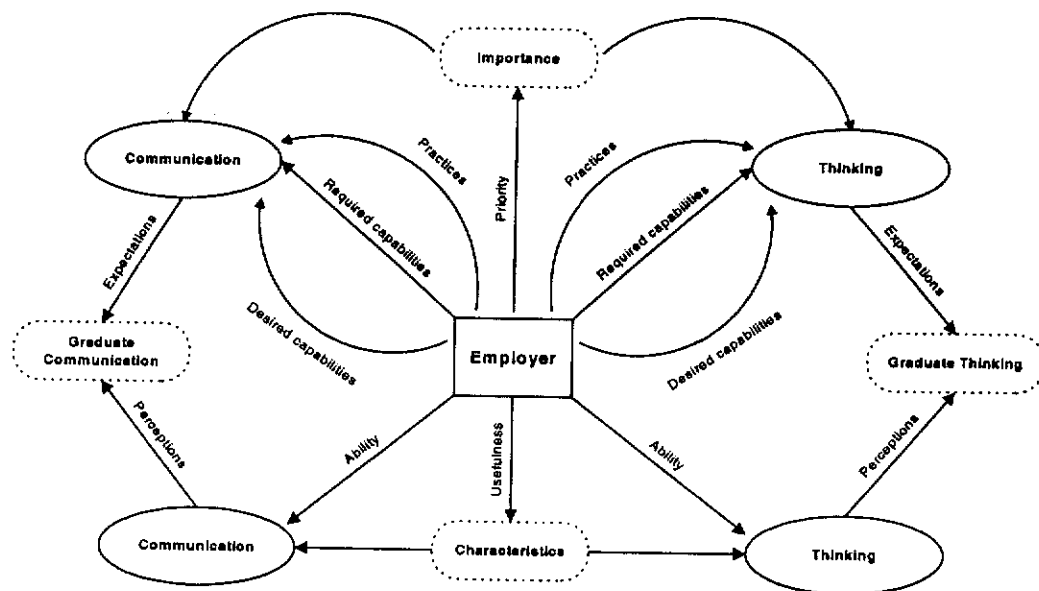 Importance
Communication
Practices
Priority
Practices
Thinking
Required capabilities
Required capabilities
Expectations
Expectations
Desired capabilities
Desired capabilities
Graduate
Communication
Employer
Graduate Thinking
Perceptions
Ability
Usefulness
Ability
Perceptions
Communication
Characteristics
Thinking